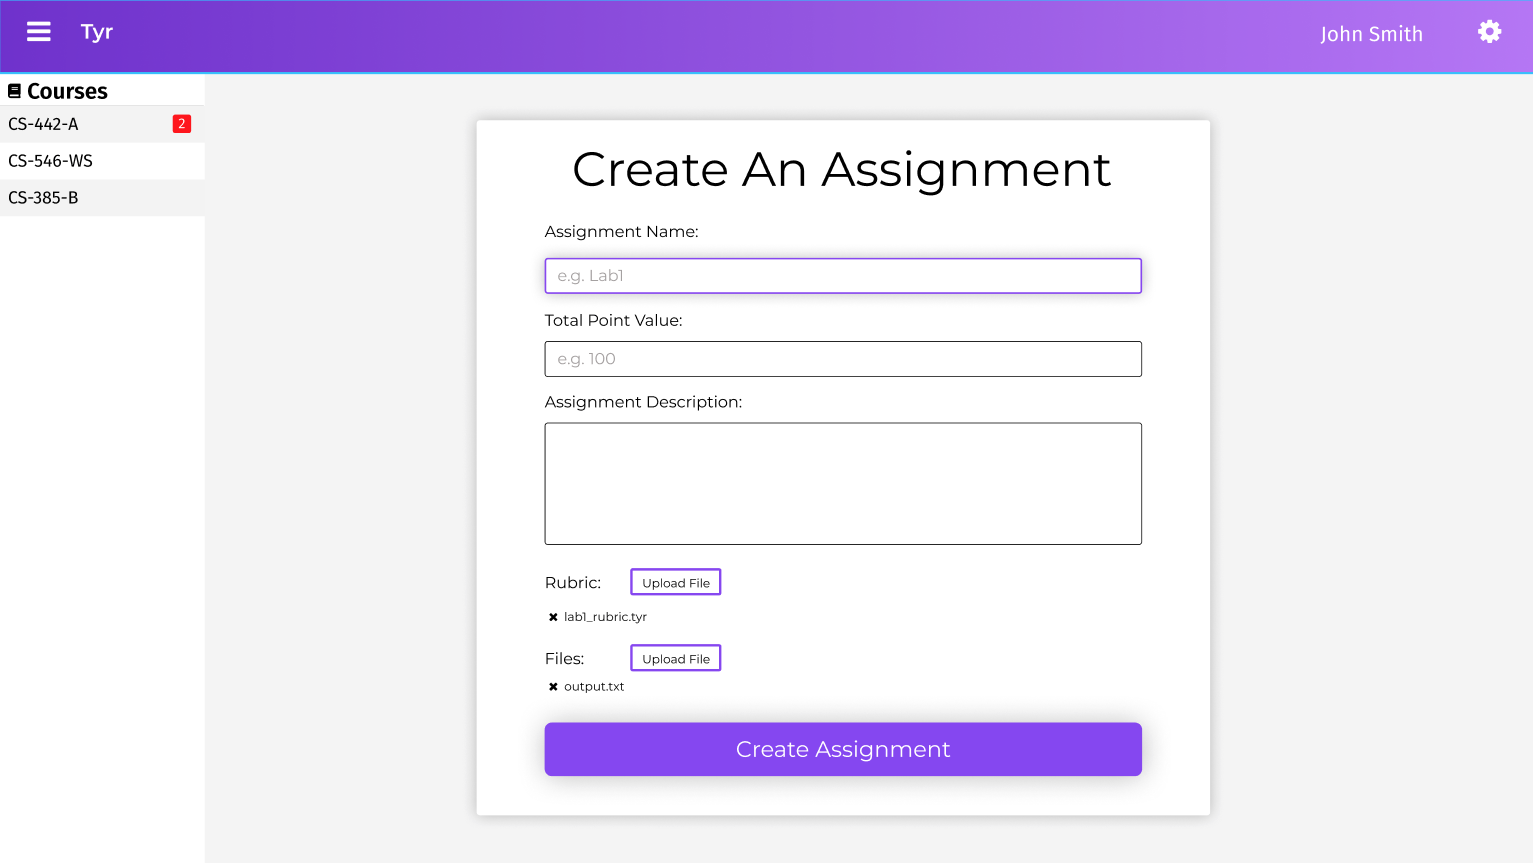 Tyr
John Smith
Courses
CS-442-A
2
CS-546-WS
CS-385-B
Create An Assignment
Assignment Name:
e.g. Lab1
Total Point Value:
e.g. 100
Assignment Description:
Rubric:
Upload File
lab1_rubric.tyr
Files:
Upload File
output.txt
Create Assignment